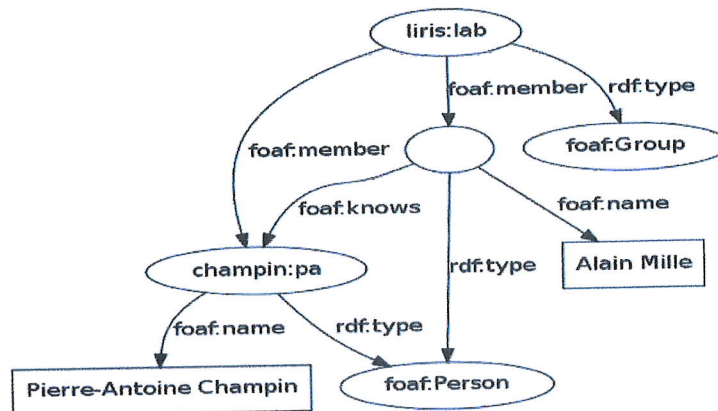 liris:lab
foaf:member
rdf:type
foaf:member
foaf:Group
foaf:knows
foaf:name
champin:pa
rdf:type
Alain Mille
foaf:name
rdf:type
Pierre-Antoine Champin
foaf:Person